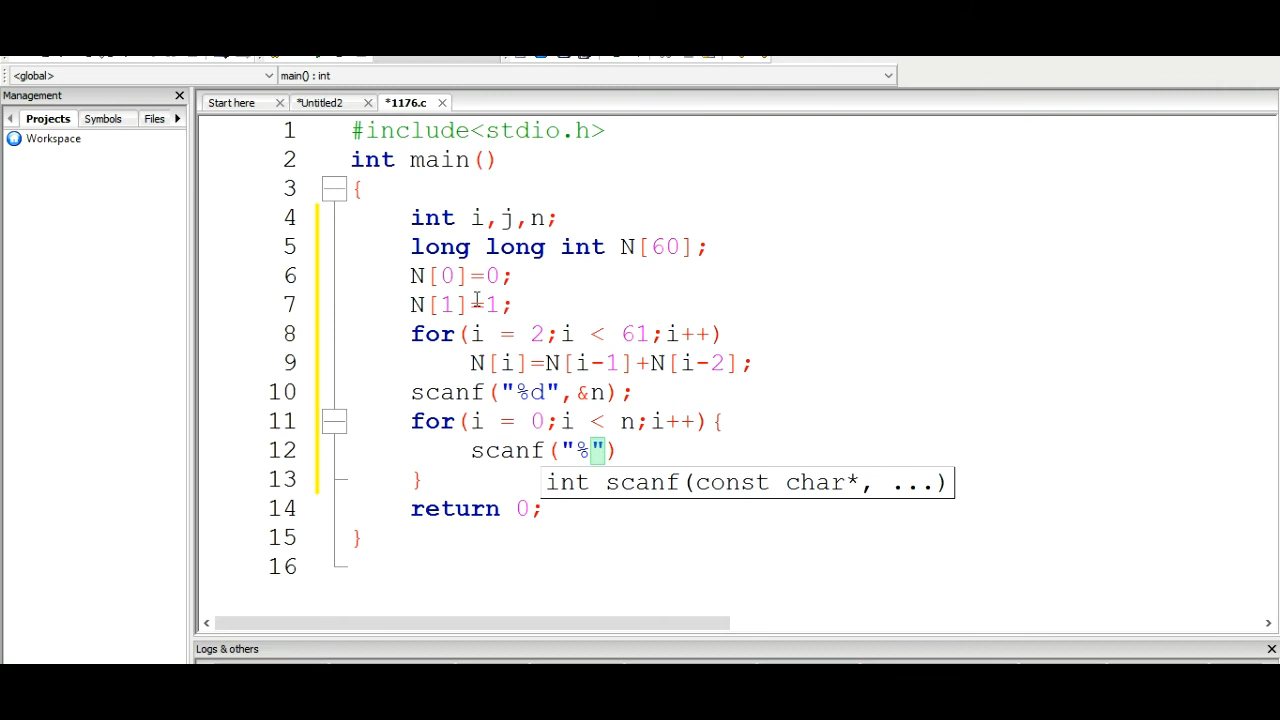 <global>
main() : int
Management
Start here
*Untitled2
*1176.c
Projects
Symbols
Files
Workspace
1 #include<stdio.h>
2 int main()
3 {
4 int i,j,n;
5 long long int N[60];
6 N[0]=0;
7 N[1]=1;
8 for(i = 2;i < 61;i++)
9 N[i]=N[i-1]+N[i-2];
10 scanf("%d",&n);
11 for(i = 0;i < n;i++){
12 scanf("%")
int scanf(const char*, ...)
13 }
14 return 0;
15 }
16
Logs & others